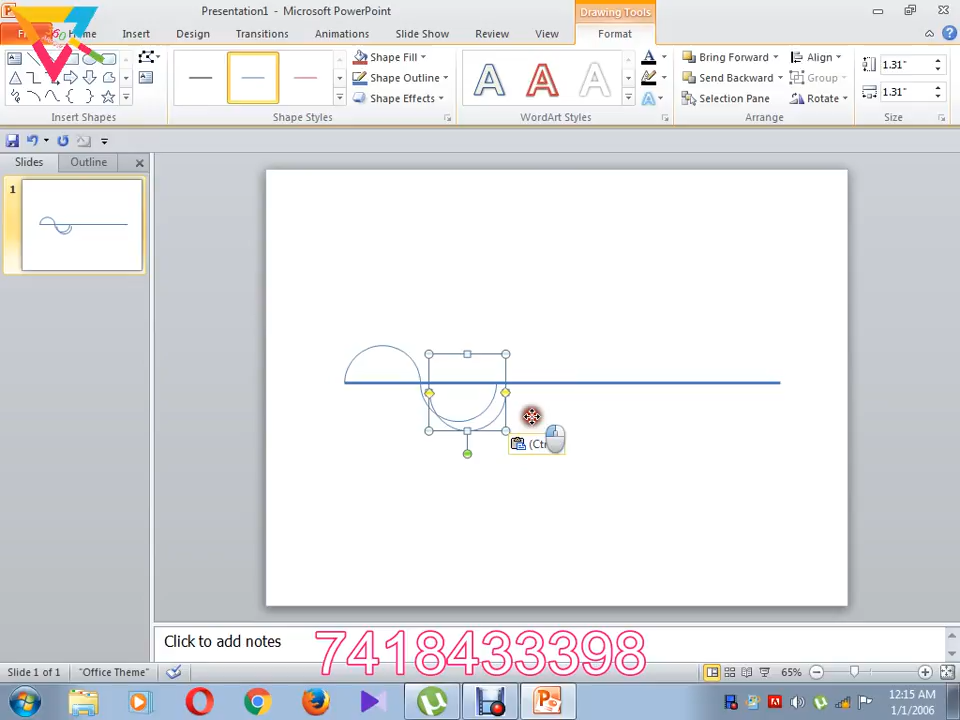 Presentation1 - Microsoft PowerPoint
Drawing Tools
Home
Insert
Design
Transitions
Animations
Slide Show
Review
View
Format
Shape Fill
Shape Outline
Shape Effects
Bring Forward
Send Backward
Selection Pane
Align
Group
Rotate
1.31"
1.31"
Insert Shapes
Shape Styles
WordArt Styles
Arrange
Size
Slides
Outline
1
(Ctr
Click to add notes
7418433398
Slide 1 of 1
"Office Theme"
65%
12:15 AM
1/1/2006